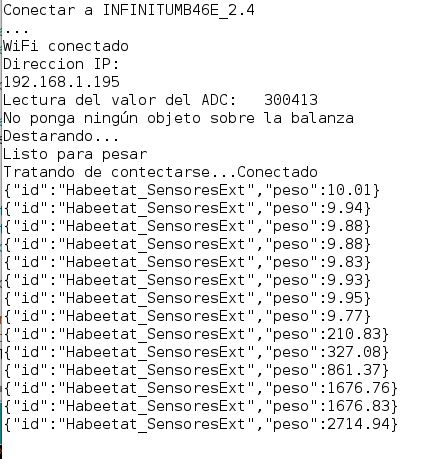 Conectar a INFINITUMB46E_2.4
...
WiFi conectado
Direccion IP:
192.168.1.195
Lectura del valor del ADC:   300413
No ponga ningún objeto sobre la balanza
Destarando...
Listo para pesar
Tratando de contectarse...Conectado
{"id":"Habeetat_SensoresExt","peso":10.01}
{"id":"Habeetat_SensoresExt","peso":9.94}
{"id":"Habeetat_SensoresExt","peso":9.88}
{"id":"Habeetat_SensoresExt","peso":9.88}
{"id":"Habeetat_SensoresExt","peso":9.83}
{"id":"Habeetat_SensoresExt","peso":9.93}
{"id":"Habeetat_SensoresExt","peso":9.95}
{"id":"Habeetat_SensoresExt","peso":9.77}
{"id":"Habeetat_SensoresExt","peso":210.83}
{"id":"Habeetat_SensoresExt","peso":327.08}
{"id":"Habeetat_SensoresExt","peso":861.37}
{"id":"Habeetat_SensoresExt","peso":1676.76}
{"id":"Habeetat_SensoresExt","peso":1676.83}
{"id":"Habeetat_SensoresExt","peso":2714.94}